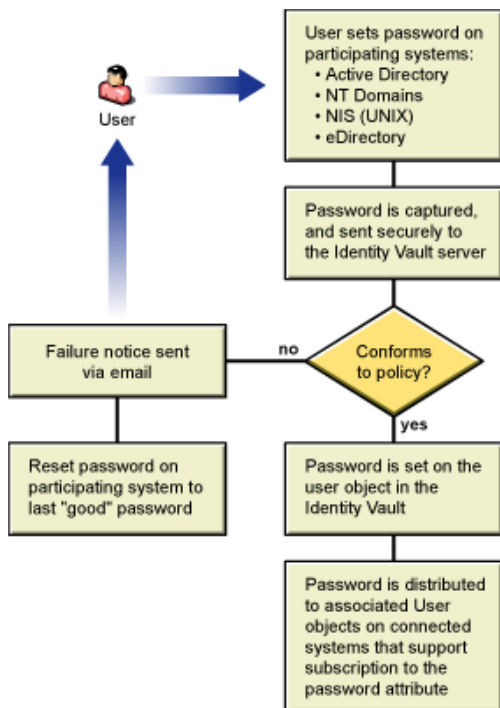 User
User sets password on
participating systems:
• Active Directory
• NT Domains
• NIS (UNIX)
• eDirectory
Password is captured,
and sent securely to
the Identity Vault server
Conforms
to policy?
no
Failure notice sent
via email
Reset password on
participating system to
last "good" password
yes
Password is set on the
user object in the
Identity Vault
Password is distributed
to associated User
objects on connected
systems that support
subscription to the
password attribute